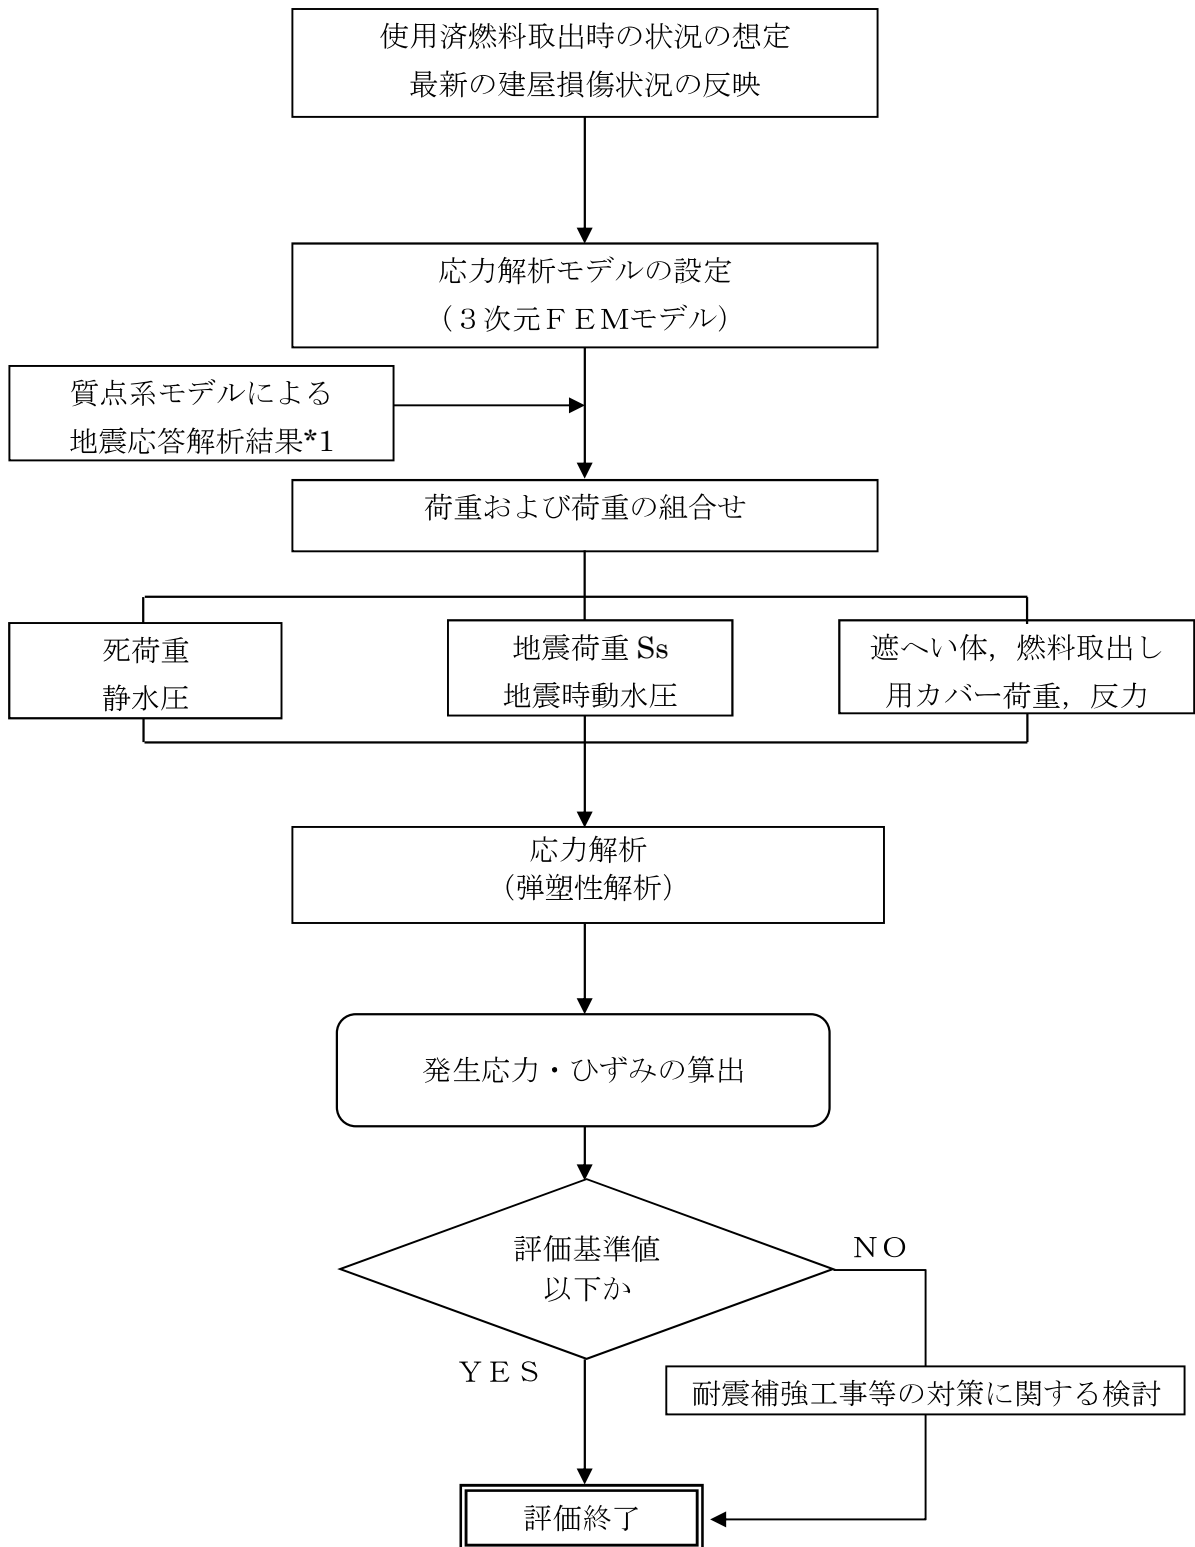 使用済燃料取出時の状況の想定
最新の建屋損傷状況の反映
応力解析モデルの設定
（３次元ＦＥＭモデル）
質点系モデルによる
地震応答解析結果*1
荷重および荷重の組合せ
死荷重
静水圧
地震荷重 Ss
地震時動水圧
遮へい体，燃料取出し
用カバー荷重，反力
応力解析
（弾塑性解析）
発生応力・ひずみの算出
評価基準値
以下か
ＮＯ
ＹＥＳ
耐震補強工事等の対策に関する検討
評価終了